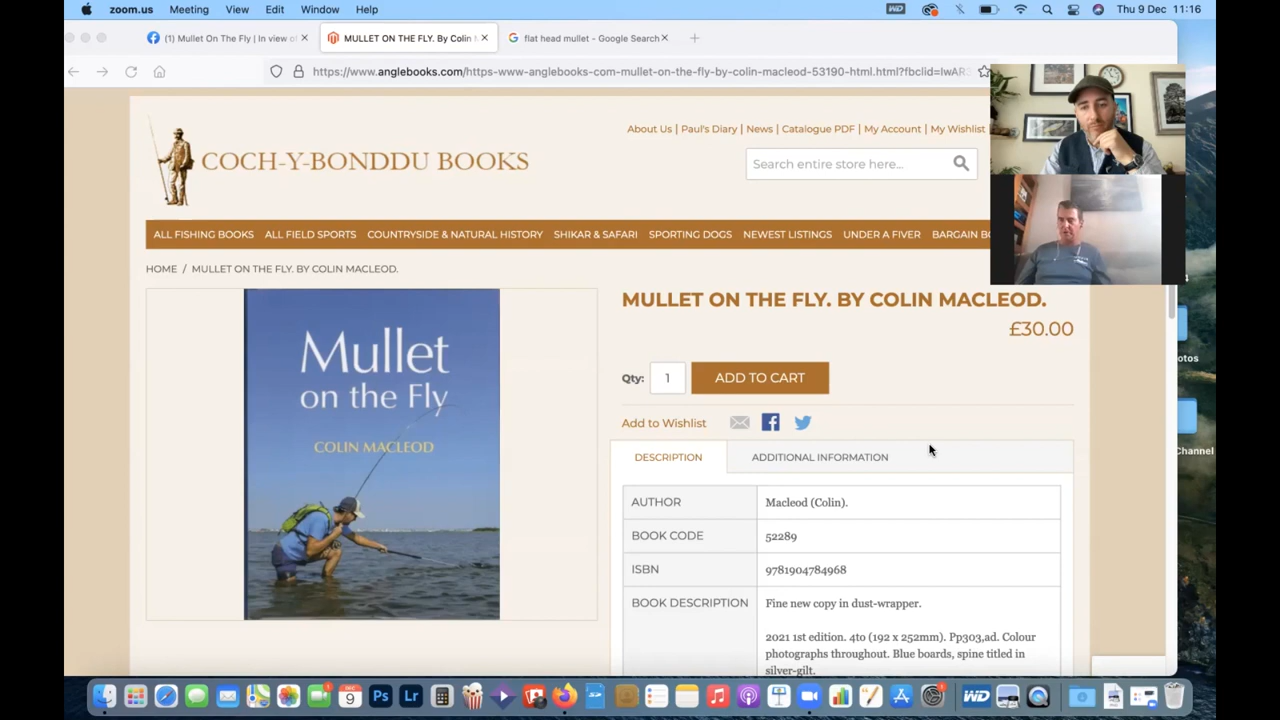 zoom.us Meeting View Edit Window Help Thu 9 Dec 11:16
(1) Mullet On The Fly | In view
MULLET ON THE FLY. By Colin
flat head mullet - Google Search
https://www.anglebooks.com/https-www-anglebooks-com-mullet-on-the-fly-by-colin-macleod-53190-html.html?fbclid=IwAR
About Us | Paul's Diary | News | Catalogue PDF | My Account | My Wishlist
COCH-Y-BONDDU BOOKS
Search entire store here...
ALL FISHING BOOKS ALL FIELD SPORTS COUNTRYSIDE & NATURAL HISTORY SHIKAR & SAFARI SPORTING DOGS NEWEST LISTINGS UNDER A FIVER BARGAIN
HOME / MULLET ON THE FLY. BY COLIN MACLEOD.
Mullet
on the Fly
COLIN MACLEOD
MULLET ON THE FLY. BY COLIN MACLEOD.
£30.00
Qty: 1 ADD TO CART
Add to Wishlist
DESCRIPTION ADDITIONAL INFORMATION
AUTHOR Macleod (Colin).
BOOK CODE 52289
ISBN 9781904784968
BOOK DESCRIPTION Fine new copy in dust-wrapper.
2021 1st edition. 4to (192 x 252mm). Pp303,ad. Colour
photographs throughout. Blue boards, spine titled in
silver-gilt.
otos
Channel